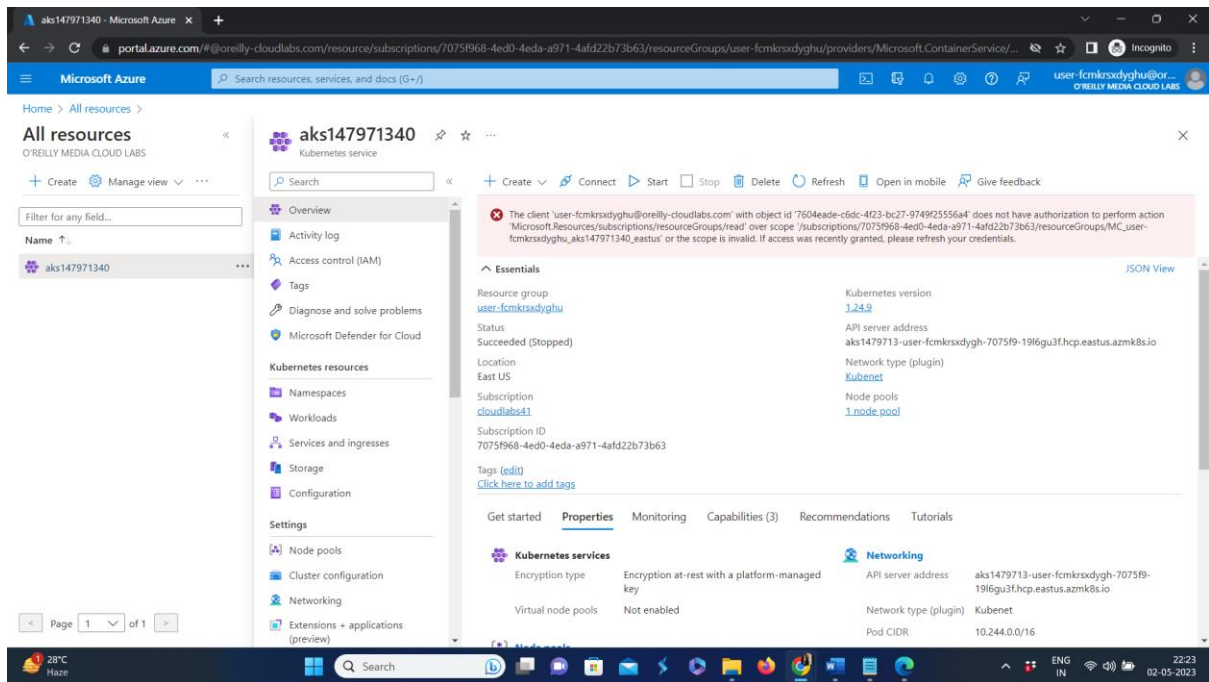 aks147971340 - Microsoft Azure
portal.azure.com/#@oreilly-cloudlabs.com/resource/subscriptions/7075f968-4ed0-4eda-a971-4afd22b73b63/resourceGroups/user-fcmkrsxdyghu/providers/Microsoft.ContainerService/...
Incognito
Microsoft Azure
Search resources, services, and docs (G+/)
user-fcmkrsxdyghu@or...
O'REILLY MEDIA CLOUD LABS
Home > All resources >
All resources
O'REILLY MEDIA CLOUD LABS
+ Create
Manage view
...
Filter for any field...
Name ↑
aks147971340
...
Page 1 of 1
aks147971340
...
Kubernetes service
Search
Overview
Activity log
Access control (IAM)
Tags
Diagnose and solve problems
Microsoft Defender for Cloud
Kubernetes resources
Namespaces
Workloads
Services and ingresses
Storage
Configuration
Settings
Node pools
Cluster configuration
Networking
Extensions + applications
(preview)
+ Create
Connect
Start
Stop
Delete
Refresh
Open in mobile
Give feedback
The client 'user-fcmkrsxdyghu@oreilly-cloudlabs.com' with object id '7604eade-c6dc-4f23-bc27-9749f25556a4' does not have authorization to perform action
'Microsoft.Resources/subscriptions/resourceGroups/read' over scope '/subscriptions/7075f968-4ed0-4eda-a971-4afd22b73b63/resourceGroups/MC_user-
fcmkrsxdyghu_aks147971340_eastus' or the scope is invalid. If access was recently granted, please refresh your credentials.
Essentials
JSON View
Resource group
user-fcmkrsxdyghu
Status
Succeeded (Stopped)
Location
East US
Subscription
cloudlabs41
Subscription ID
7075f968-4ed0-4eda-a971-4afd22b73b63
Tags (edit)
Click here to add tags
Kubernetes version
1.24.9
API server address
aks1479713-user-fcmkrsxdygh-7075f9-19l6gu3f.hcp.eastus.azmk8s.io
Network type (plugin)
Kubenet
Node pools
1 node pool
Get started
Properties
Monitoring
Capabilities (3)
Recommendations
Tutorials
Kubernetes services
Encryption type
Encryption at-rest with a platform-managed
key
Virtual node pools
Not enabled
Node pools
Networking
API server address
aks1479713-user-fcmkrsxdygh-7075f9-
19l6gu3f.hcp.eastus.azmk8s.io
Network type (plugin)
Kubenet
Pod CIDR
10.244.0.0/16
1
28°C
Haze
Search
ENG
IN
22:23
02-05-2023